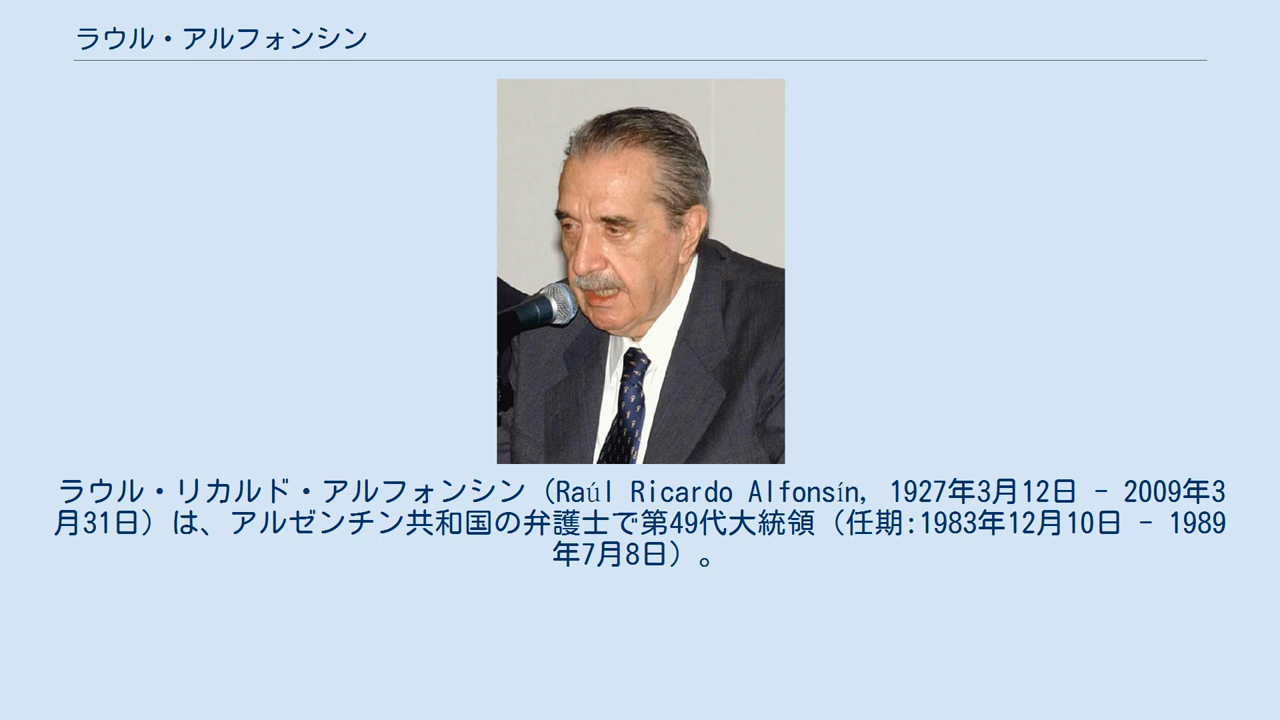 ラウル・アルフォンシン
ラウル・リカルド・アルフォンシン（Raúl Ricardo Alfonsín, 1927年3月12日 - 2009年3
月31日）は、アルゼンチン共和国の弁護士で第49代大統領（任期:1983年12月10日 - 1989
年7月8日）。